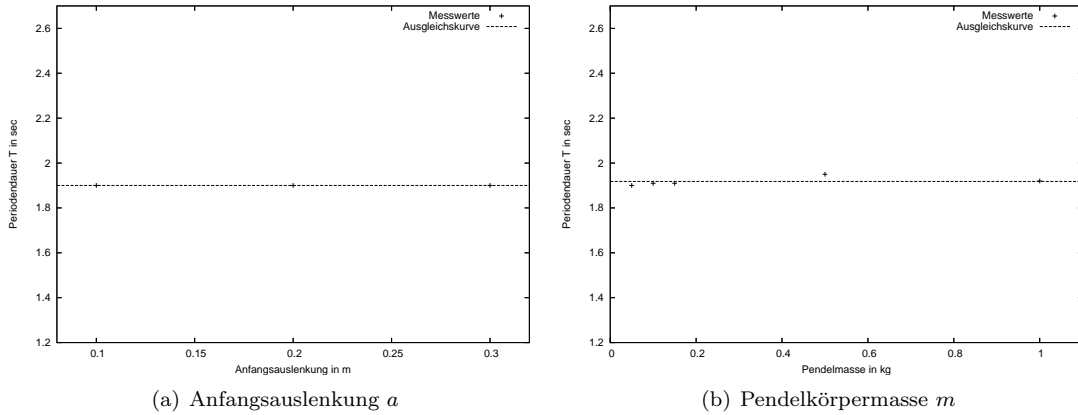 Messwerte
Ausgleichskurve
2.6
2.4
2.2
2
1.8
1.6
1.4
1.2
Periodendauer T in sec
0.1
0.15
0.2
0.25
0.3
Anfangsauslenkung in m
(a) Anfangsauslenkung a
Messwerte
Ausgleichskurve
2.6
2.4
2.2
2
1.8
1.6
1.4
1.2
Periodendauer T in sec
0
0.2
0.4
0.6
0.8
1
Pendelmasse in kg
(b) Pendelkörpermasse m